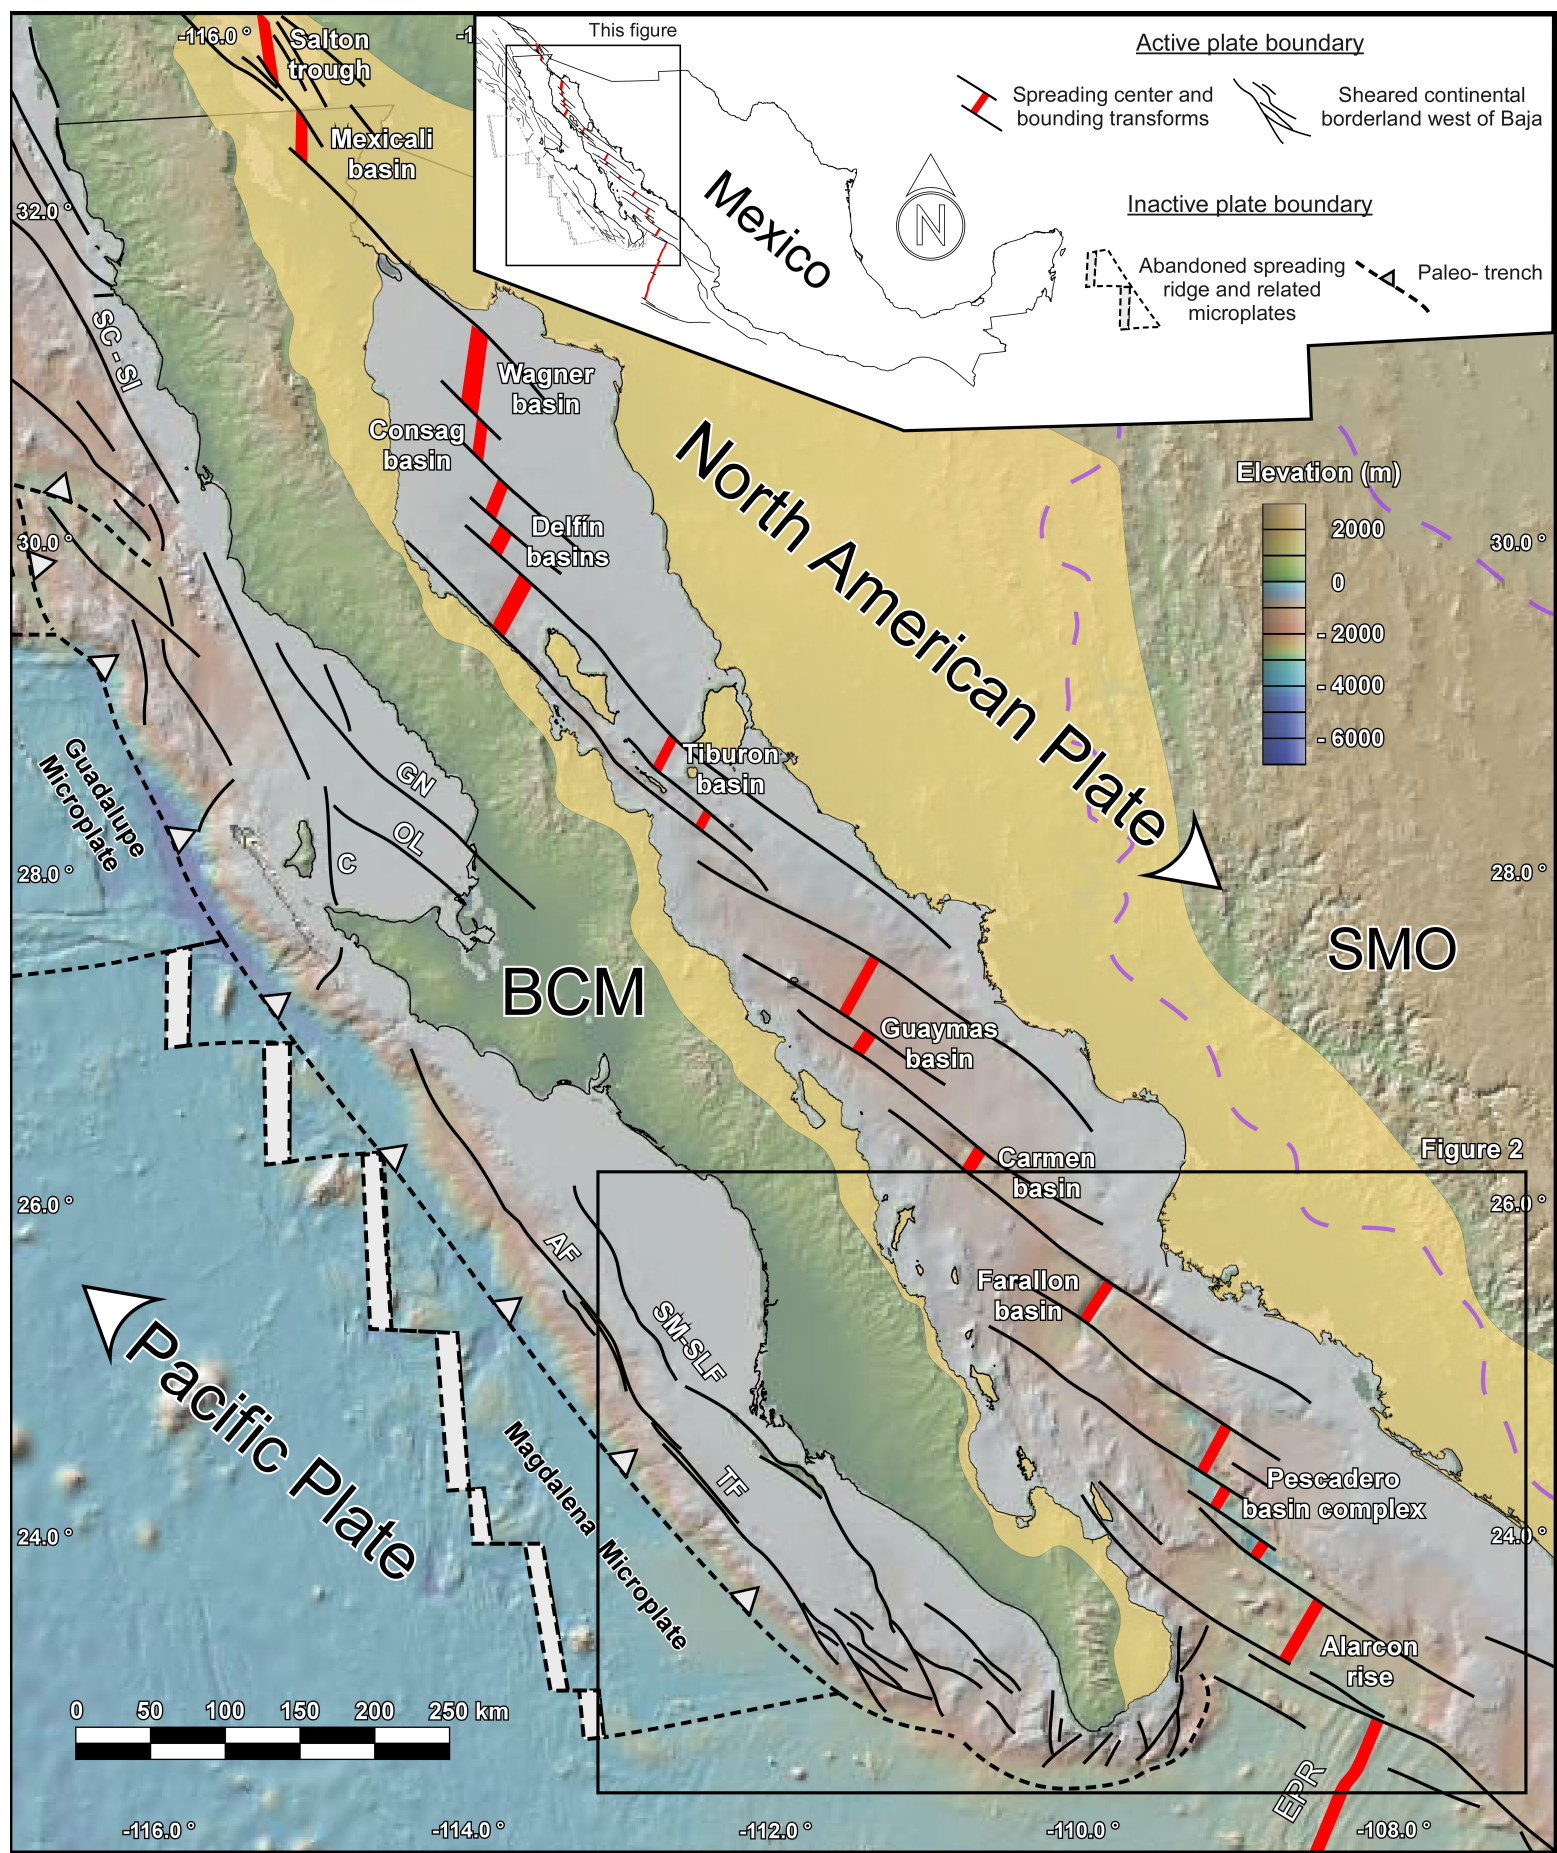 -116.0 °
Salton
trough
-1
Mexicali
basin
32.0 °
This figure
Mexico
N
Active plate boundary
Spreading center and
bounding transforms
Sheared continental
borderland west of Baja
Inactive plate boundary
Abandoned spreading
ridge and related
microplates
Paleo- trench
SC - SI
Wagner
basin
Consag
basin
Delfín
basins
North American Plate
Elevation (m)
2000
0
- 2000
- 4000
- 6000
30.0 °
30.0 °
Tiburon
basin
Guadalupe
Microplate
GN
OL
C
28.0 °
28.0 °
SMO
BCM
Guaymas
basin
Carmen
basin
Figure 2
26.0 °
26.0 °
AF
SM-SLF
Farallon
basin
Pacific Plate
Magdalena Microplate
TF
Pescadero
basin complex
24.0 °
24.0 °
Alarcon
rise
EPR
0 50 100 150 200 250 km
-116.0 °
-114.0 °
-112.0 °
-110.0 °
-108.0 °